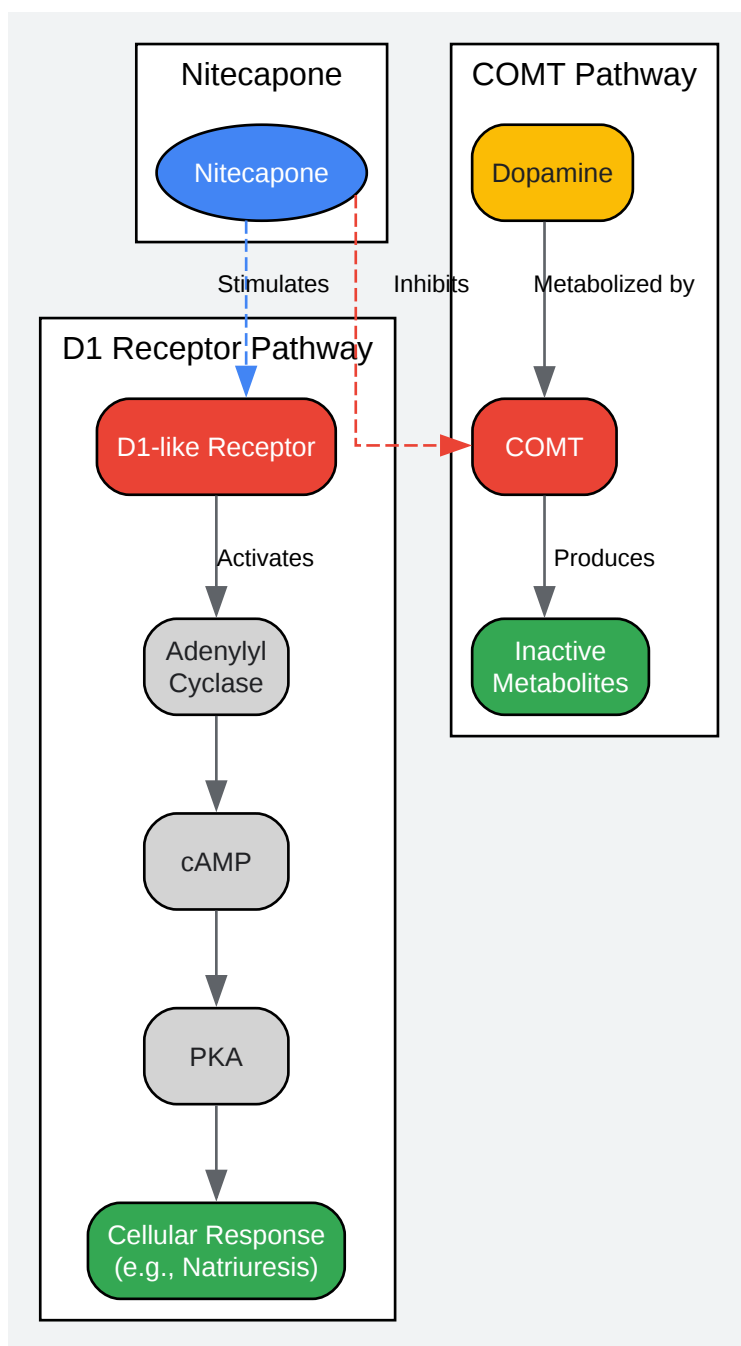 Nitecapone
COMT Pathway
Nitecapone
Dopamine
Stimulates
Inhibits
Metabolized by
D1 Receptor Pathway
D1-like Receptor
COMT
Activates
Produces
Adenylyl
Cyclase
Inactive
Metabolites
cAMP
PKA
Cellular Response
(e.g., Natriuresis)